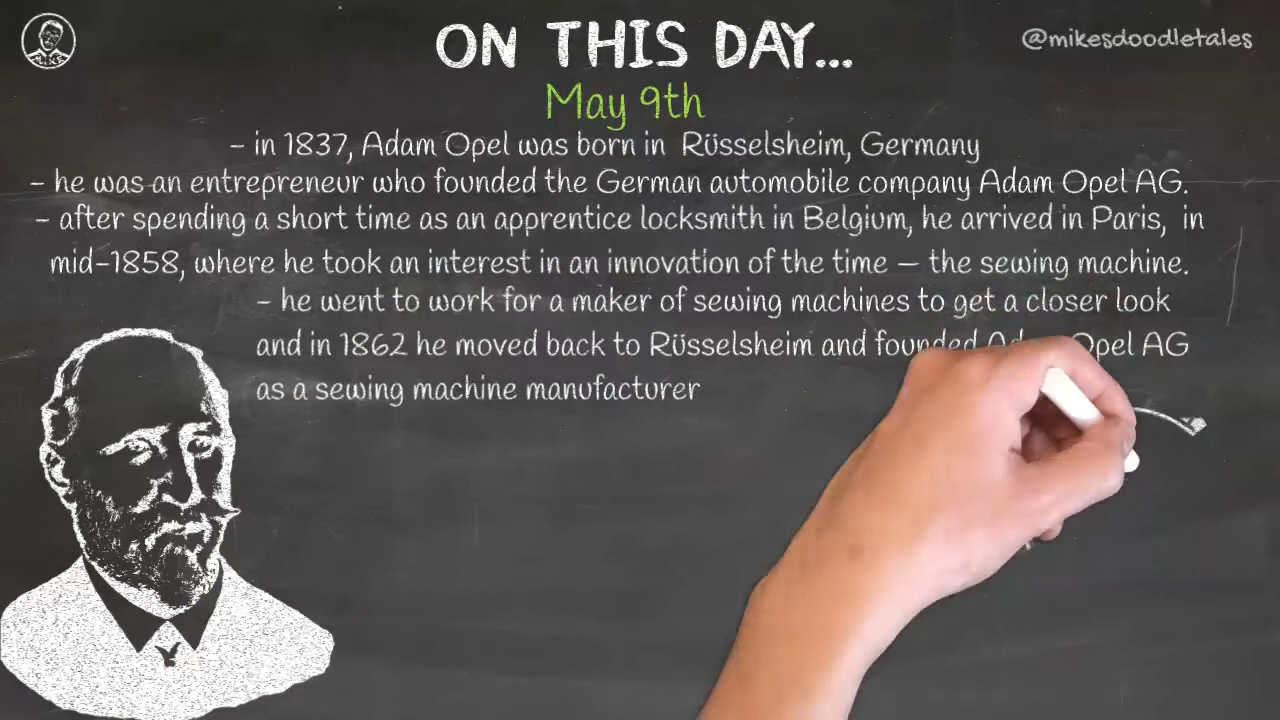 MIKE
ON THIS DAY...
@mikesdoodletales
May 9th
– in 1837, Adam Opel was born in Rüsselsheim, Germany
– he was an entrepreneur who founded the German automobile company Adam Opel AG.
– after spending a short time as an apprentice locksmith in Belgium, he arrived in Paris, in
mid-1858, where he took an interest in an innovation of the time – the sewing machine.
– he went to work for a maker of sewing machines to get a closer look
and in 1862 he moved back to Rüsselsheim and founded Adam Opel AG
as a sewing machine manufacturer